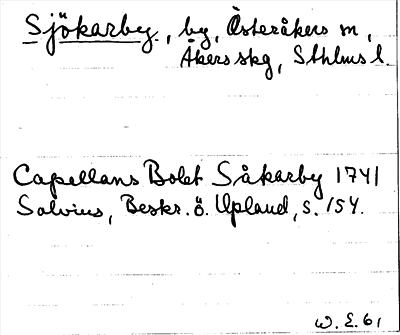 Sjökarby, by, Österåkers sn,
Åkers skg, Sthlms l.
Capellans Bolet Såkarby 1741
Salvius, Beskr. ö. Upland, s. 154.
W. E. 61